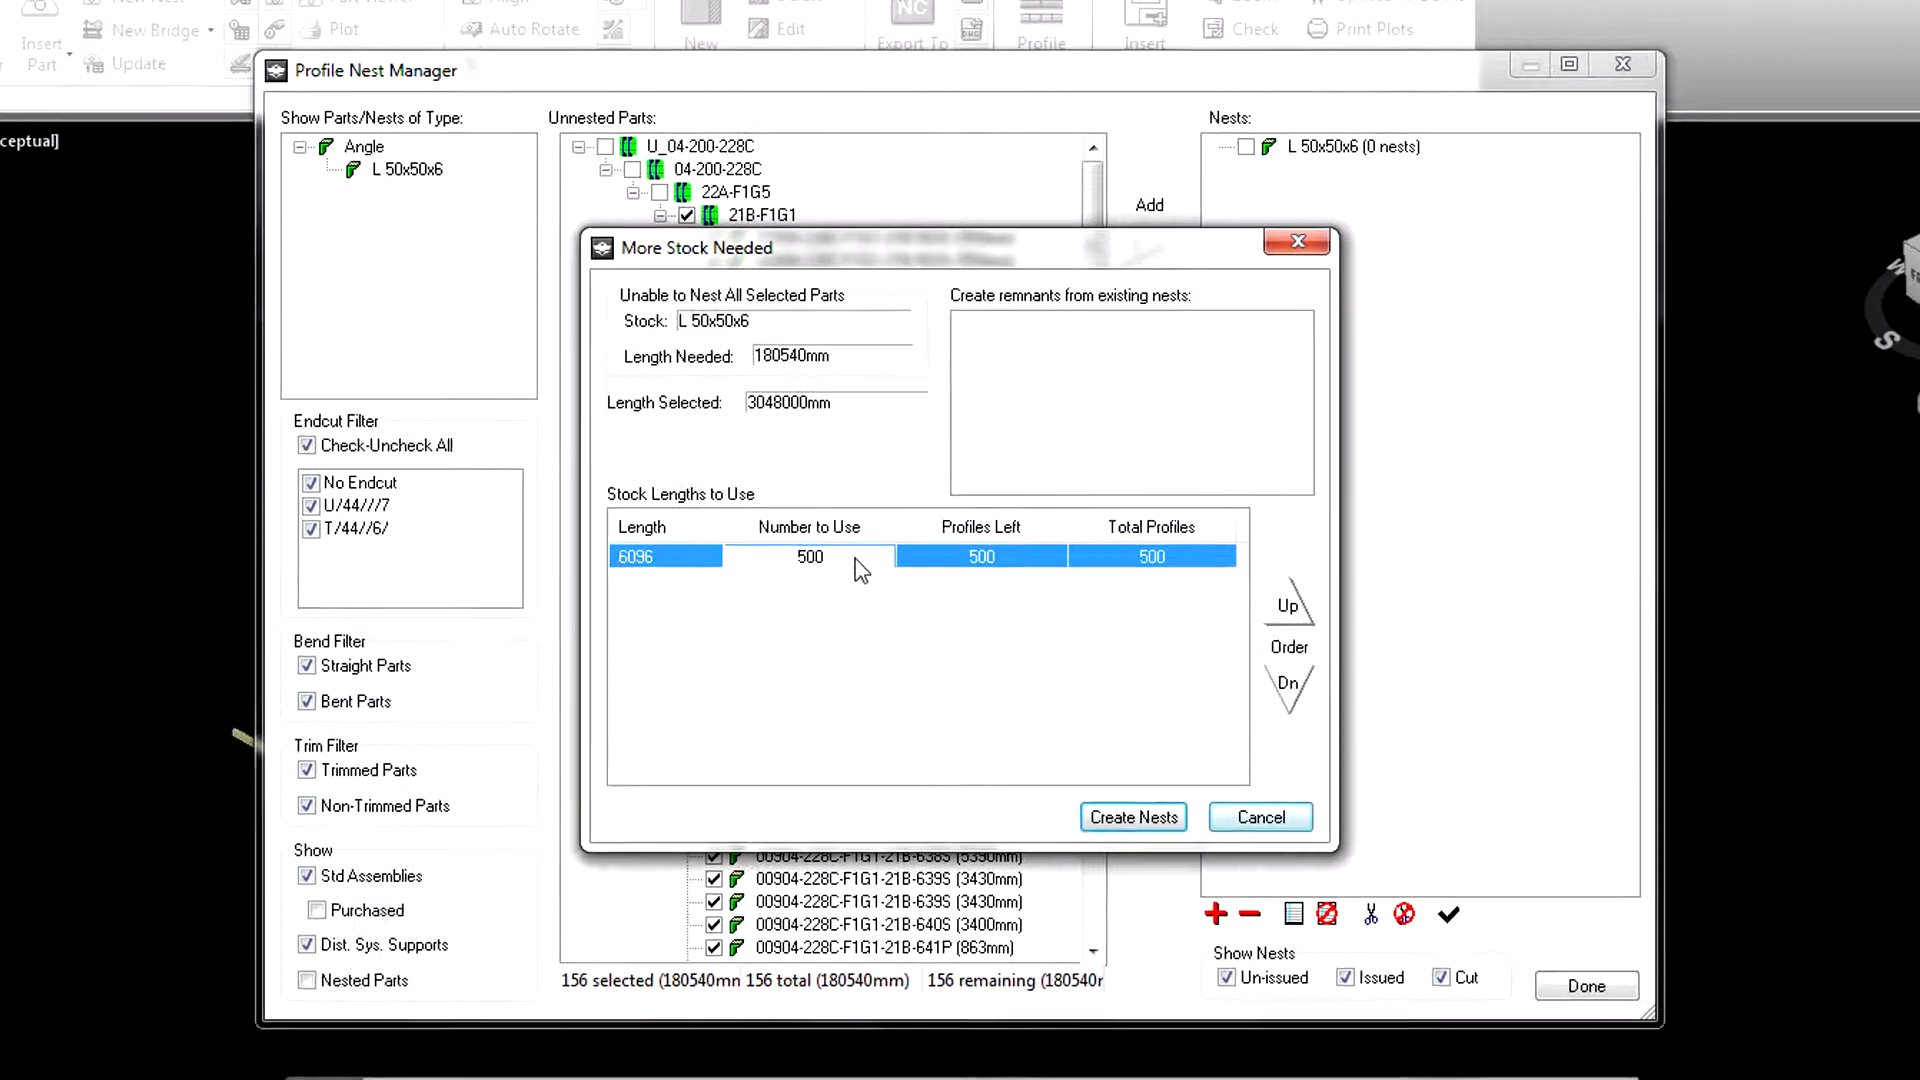 New Bridge
Plot
Auto Rotate
Edit
Insert
Part
Update
New
Export To
Profile
Insert
Check
Print Plots
ceptual]
Profile Nest Manager
Show Parts/Nests of Type:
Angle
L 50x50x6
Unnested Parts:
U_04-200-228C
04-200-228C
22A-F1G5
21B-F1G1
Add
Nests:
L 50x50x6 (0 nests)
More Stock Needed
Unable to Nest All Selected Parts
Stock: L 50x50x6
Length Needed: 180540mm
Length Selected: 3048000mm
Create remnants from existing nests:
Stock Lengths to Use
Length Number to Use Profiles Left Total Profiles
6096 500 500 500
Up
Order
Dn
Create Nests
Cancel
Endcut Filter
Check-Uncheck All
No Endcut
U/44///7
T/44//6/
Bend Filter
Straight Parts
Bent Parts
Trim Filter
Trimmed Parts
Non-Trimmed Parts
Show
Std Assemblies
Purchased
Dist. Sys. Supports
Nested Parts
00904-228C-F1G1-21B-638S (5390mm)
00904-228C-F1G1-21B-639S (3430mm)
00904-228C-F1G1-21B-639S (3430mm)
00904-228C-F1G1-21B-640S (3400mm)
00904-228C-F1G1-21B-641P (863mm)
156 selected (180540mn 156 total (180540mm) 156 remaining (180540r
Show Nests
Un-issued
Issued
Cut
Done
W
S